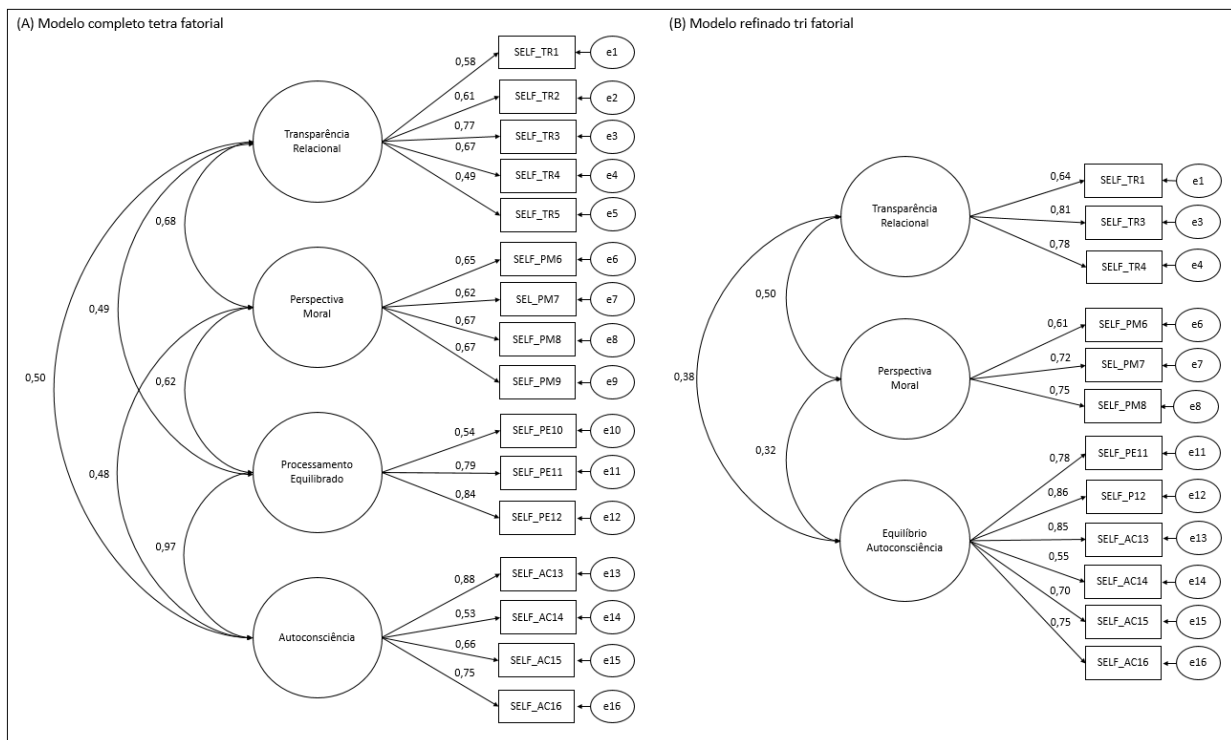 (A) Modelo completo tetra fatorial
0,58
SELF_TR1
e1
0,61
SELF_TR2
e2
0,77
SELF_TR3
e3
0,67
SELF_TR4
e4
0,49
SELF_TR5
e5
Transparência
Relacional
0,68
0,65
SELF_PM6
e6
0,62
SEL_PM7
e7
0,67
SELF_PM8
e8
0,67
SELF_PM9
e9
Perspectiva
Moral
0,49
0,50
0,62
0,54
SELF_PE10
e10
0,79
SELF_PE11
e11
0,84
SELF_PE12
e12
Processamento
Equilibrado
0,48
0,97
0,88
SELF_AC13
e13
0,53
SELF_AC14
e14
0,66
SELF_AC15
e15
0,75
SELF_AC16
e16
Autoconsciência
(B) Modelo refinado tri fatorial
0,64
SELF_TR1
e1
0,81
SELF_TR3
e3
0,78
SELF_TR4
e4
Transparência
Relacional
0,50
0,61
SELF_PM6
e6
0,72
SEL_PM7
e7
0,75
SELF_PM8
e8
Perspectiva
Moral
0,38
0,32
0,78
SELF_PE11
e11
0,86
SELF_P12
e12
0,85
SELF_AC13
e13
0,55
SELF_AC14
e14
0,70
SELF_AC15
e15
0,75
SELF_AC16
e16
Equilíbrio
Autoconsciência